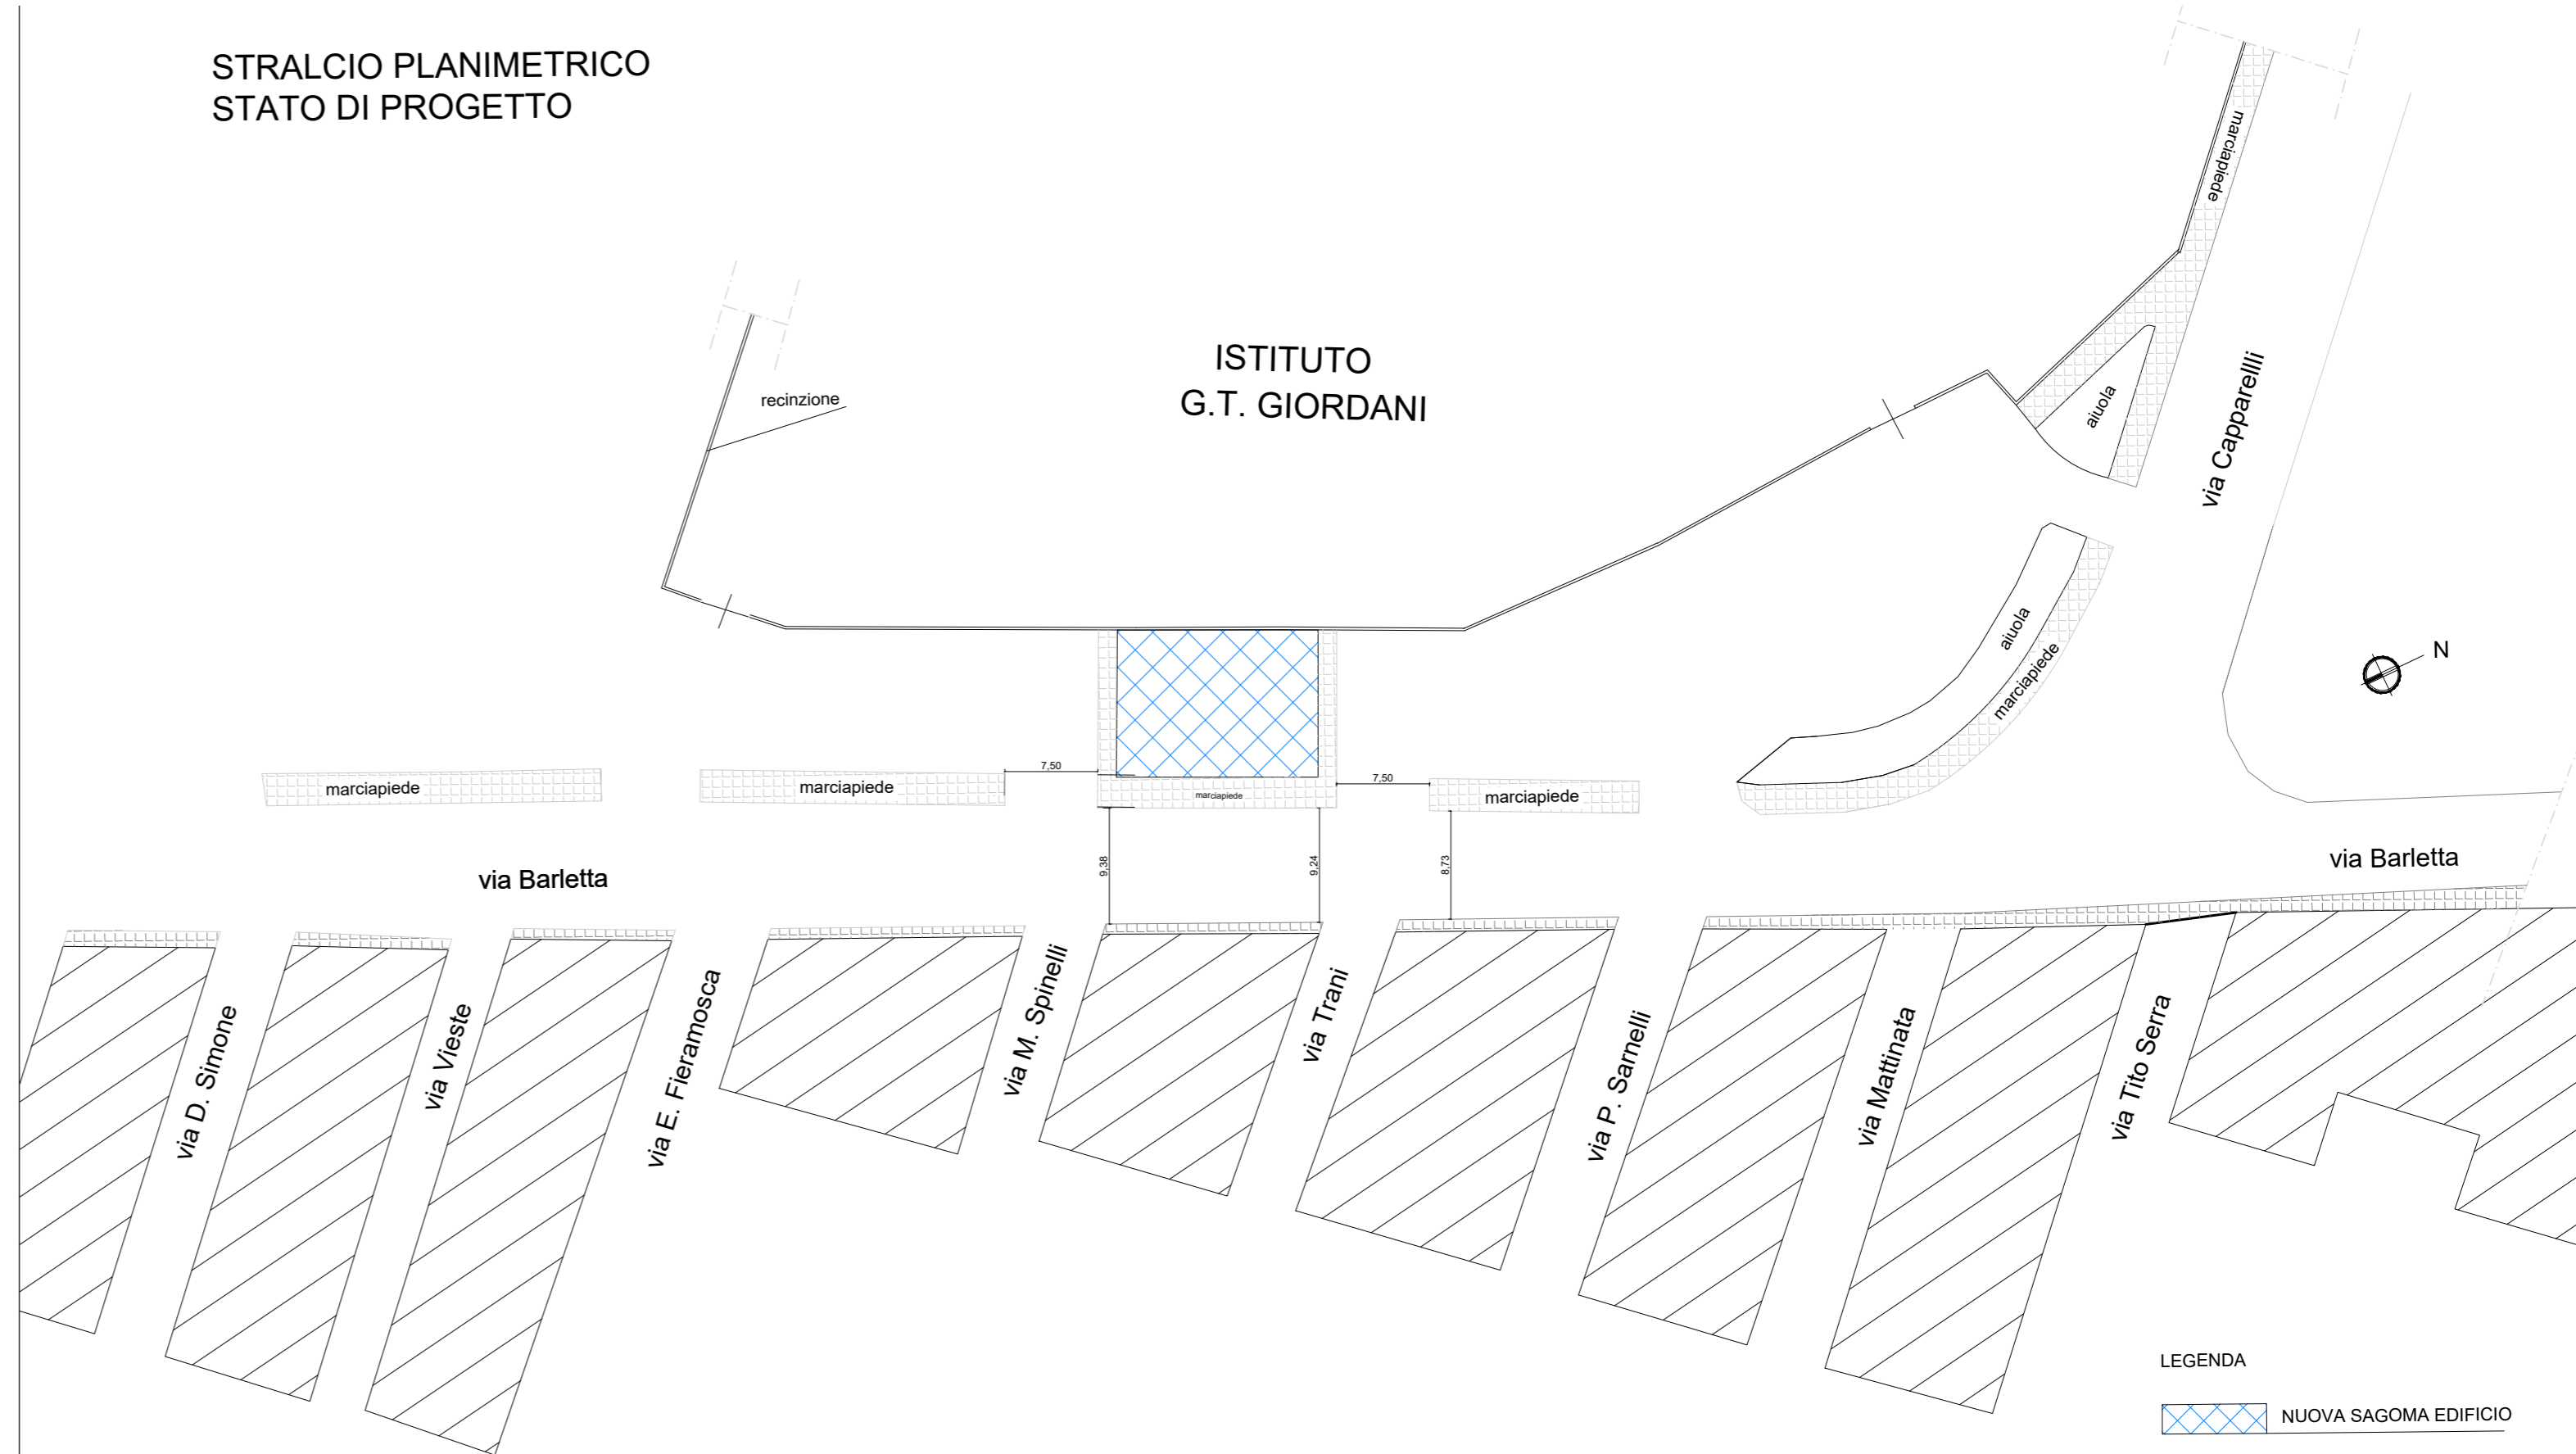 STRALCIO PLANIMETRICO
STATO DI PROGETTO
marciapiede
ISTITUTO
G.T. GIORDANI
recinzione
aiuola
via Capparelli
aiuola
marciapiede
N
7,50
7,50
marciapiede
marciapiede
marciapiede
marciapiede
9,38
9,24
8,73
via Barletta
via Barletta
via D. Simone
via Vieste
via E. Fieramosca
via M. Spinelli
via Trani
via P. Sarnelli
via Mattinata
via Tito Serra
LEGENDA
NUOVA SAGOMA EDIFICIO